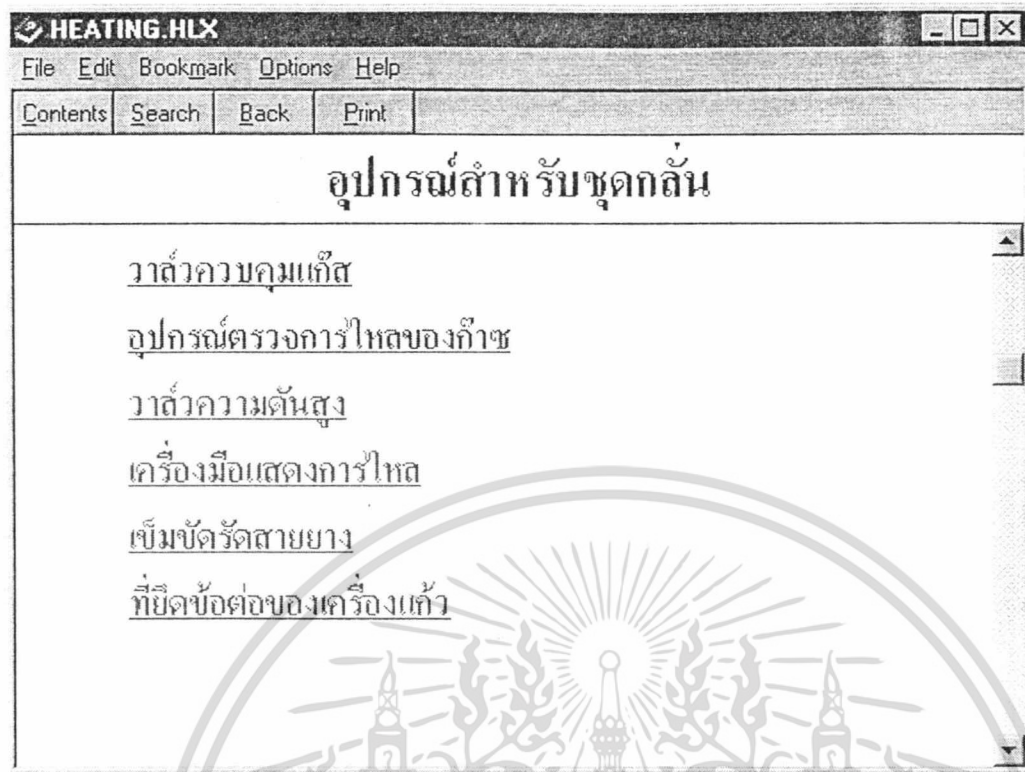 HEATING.HLX
File Edit Bookmark Options Help
Contents Search Back Print
อุปกรณ์สำหรับชุดกลั่น
วาล์วควบคุมแก๊ส
อุปกรณ์ตรวจการไหลของก๊าซ
วาล์วความดันสูง
เครื่องมือแสดงการไหล
เข็มขัดรัดสายยาง
ที่ยึดข้อต่อของเครื่องแก้ว